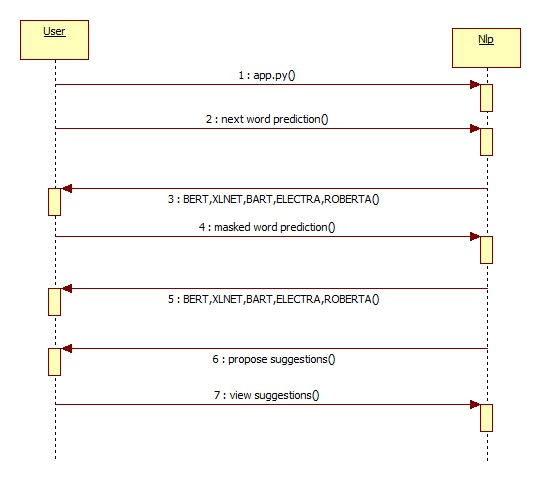 User
Nlp
1 : app.py()
2 : next word prediction()
3 : BERT,XLNET,BART,ELECTRA,ROBERTA()
4 : masked word prediction()
5 : BERT,XLNET,BART,ELECTRA,ROBERTA()
6 : propose suggestions()
7 : view suggestions()